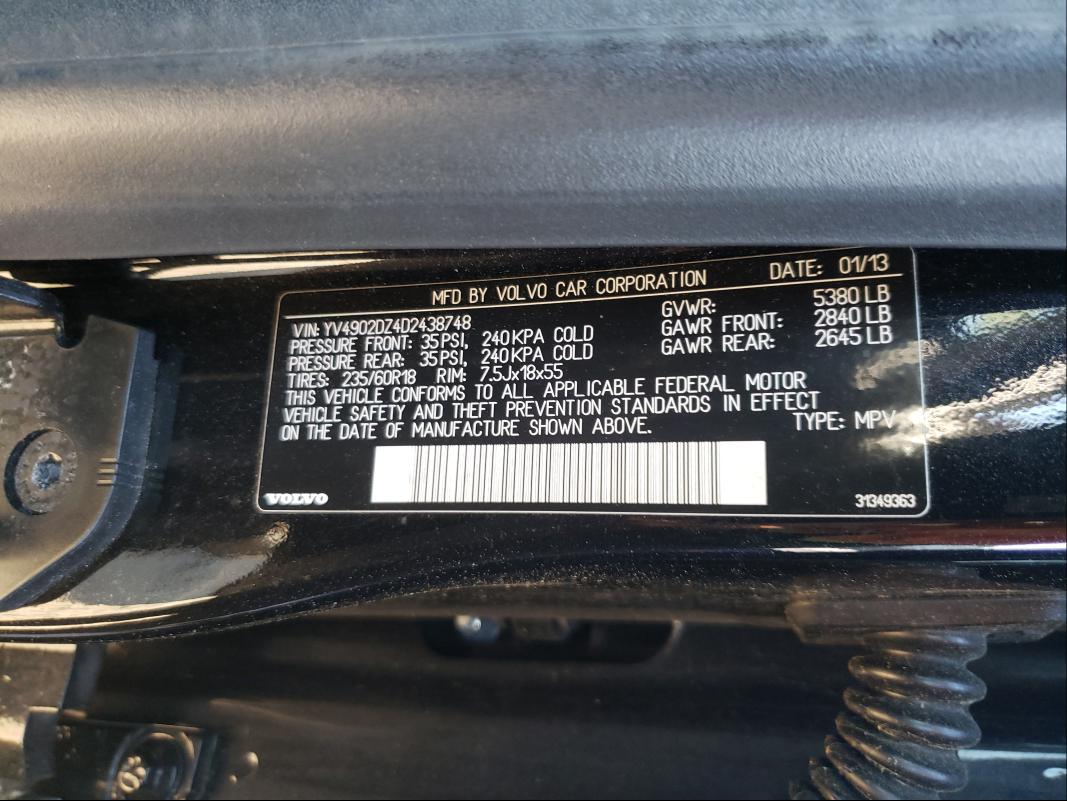 MFD BY VOLVO CAR CORPORATION DATE: 01/13
VIN: YV4902DZ4D2438748 GVWR: 5380 LB
PRESSURE FRONT: 35PSI, 240KPA COLD GAWR FRONT: 2840 LB
PRESSURE REAR: 35PSI, 240KPA COLD GAWR REAR: 2645 LB
TIRES: 235/60R18 RIM: 7.5Jx18x55
THIS VEHICLE CONFORMS TO ALL APPLICABLE FEDERAL MOTOR
VEHICLE SAFETY AND THEFT PREVENTION STANDARDS IN EFFECT
ON THE DATE OF MANUFACTURE SHOWN ABOVE. TYPE: MPV
VOLVO 31349363